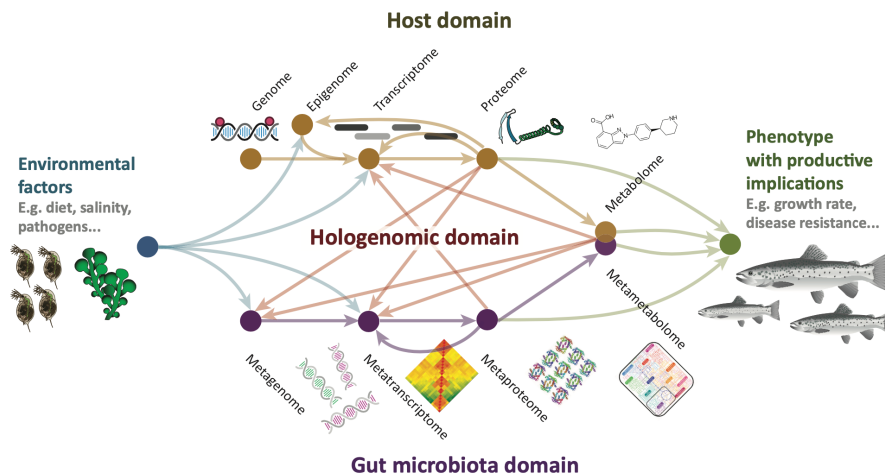 Host domain
Genome
Epigenome
Transcriptome
Proteome
Environmental
factors
E.g. diet, salinity,
pathogens...
Hologenomic domain
Metabolome
Phenotype
with productive
implications
E.g. growth rate,
disease resistance...
Metagenome
Metatranscriptome
Metaproteome
Metametabolome
Gut microbiota domain